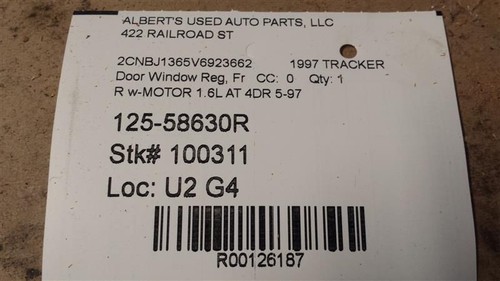 ALBERT'S USED AUTO PARTS, LLC
422 RAILROAD ST
2CNBJ1365V6923662 1997 TRACKER
Door Window Reg, Fr CC: 0 Qty: 1
R w-MOTOR 1.6L AT 4DR 5-97
125-58630R
Stk# 100311
Loc: U2 G4
R00126187